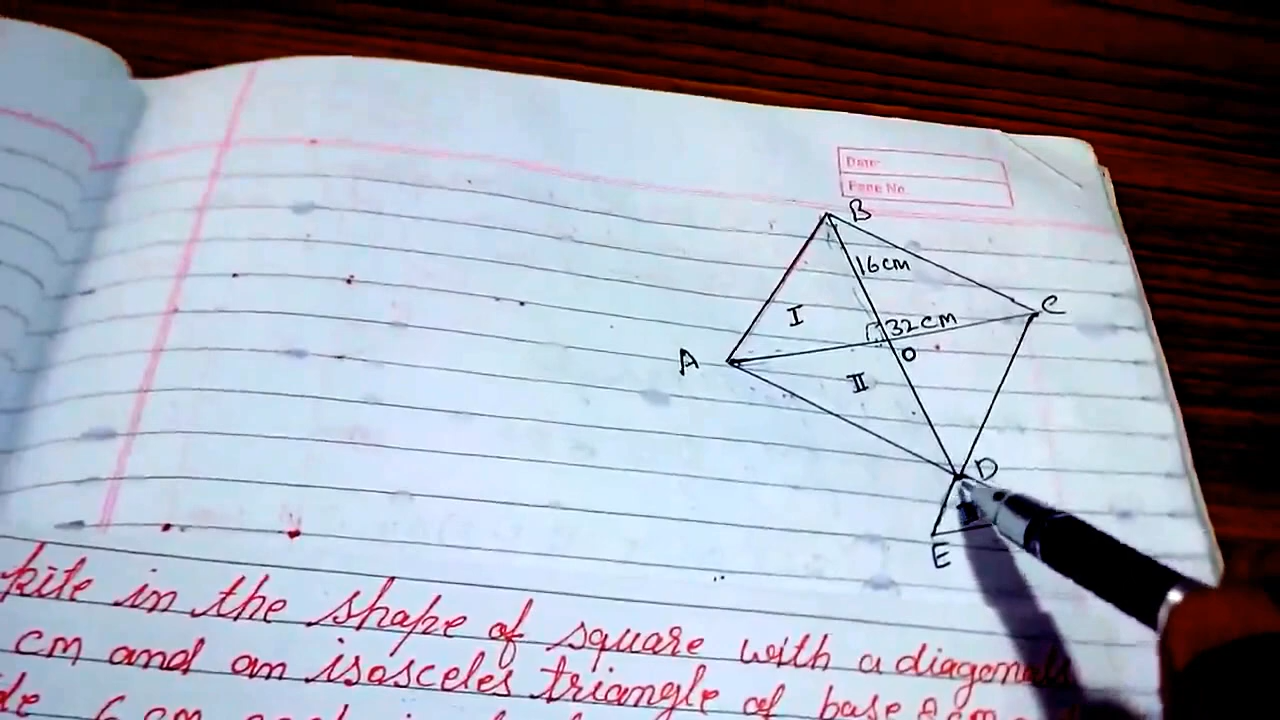 Date:
Page No.
B
16cm
I
C
32cm
A
O
II
D
E
kite in the shape of square with a diagonal
cm and an isosceles triangle of base 8cm
6 cm